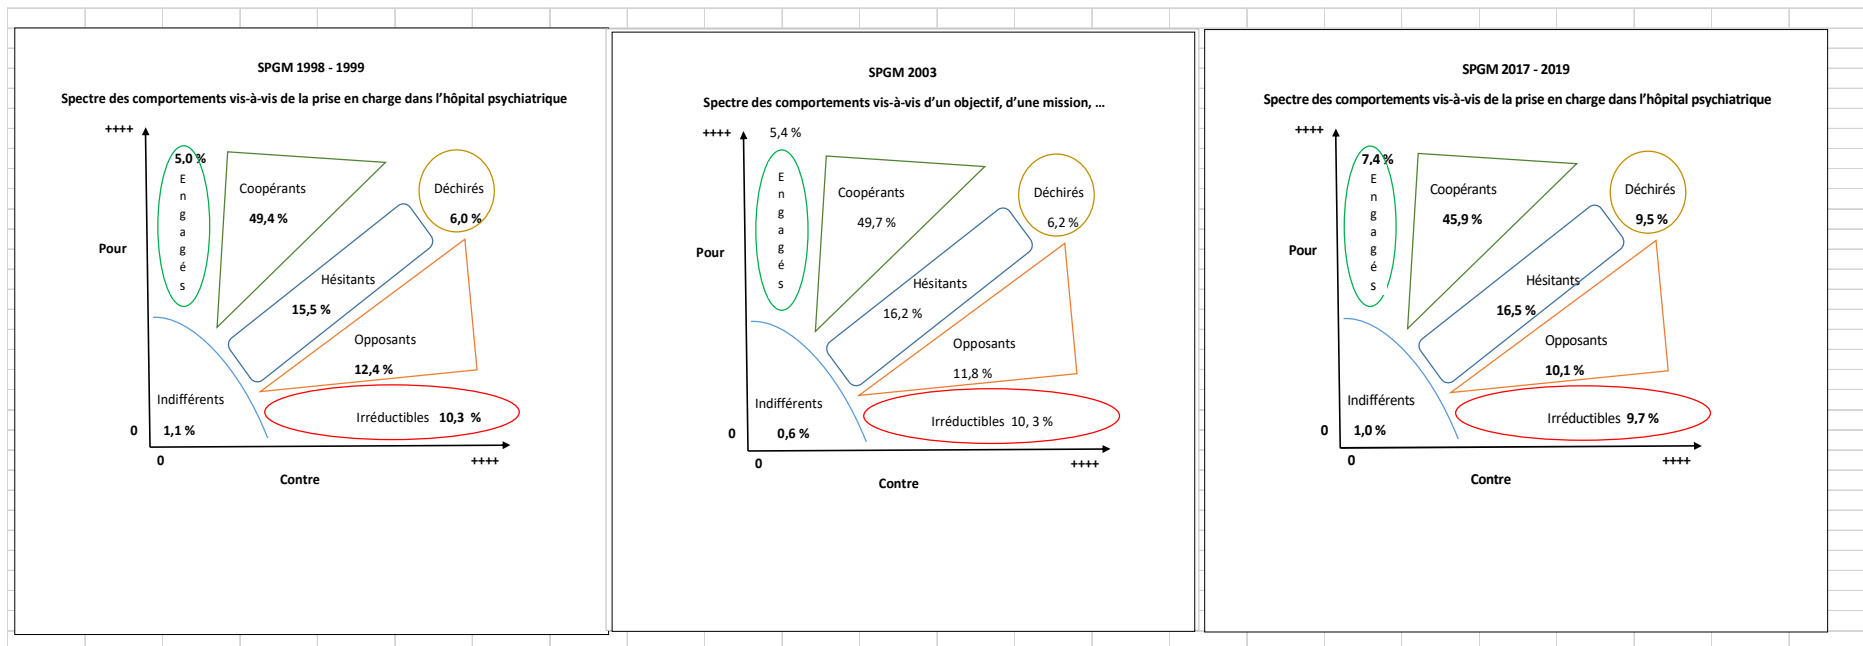 SPGM 1998 - 1999
Spectre des comportements vis-à-vis de la prise en charge dans l'hôpital psychiatrique
++++
5,0 %
Engagés
Coopérants
49,4 %
Déchirés
6,0 %
Pour
Hésitants
15,5 %
Opposants
12,4 %
Indifférents
1,1 %
Irréductibles 10,3 %
0
0
++++
Contre
SPGM 2003
Spectre des comportements vis-à-vis d'un objectif, d'une mission, ...
++++
5,4 %
Engagés
Coopérants
49,7 %
Déchirés
6,2 %
Pour
Hésitants
16,2 %
Opposants
11,8 %
Indifférents
0,6 %
Irréductibles 10, 3 %
0
0
++++
Contre
SPGM 2017 - 2019
Spectre des comportements vis-à-vis de la prise en charge dans l'hôpital psychiatrique
++++
7,4 %
Engagés
Coopérants
45,9 %
Déchirés
9,5 %
Pour
Hésitants
16,5 %
Opposants
10,1 %
Indifférents
1,0 %
Irréductibles 9,7 %
0
0
++++
Contre